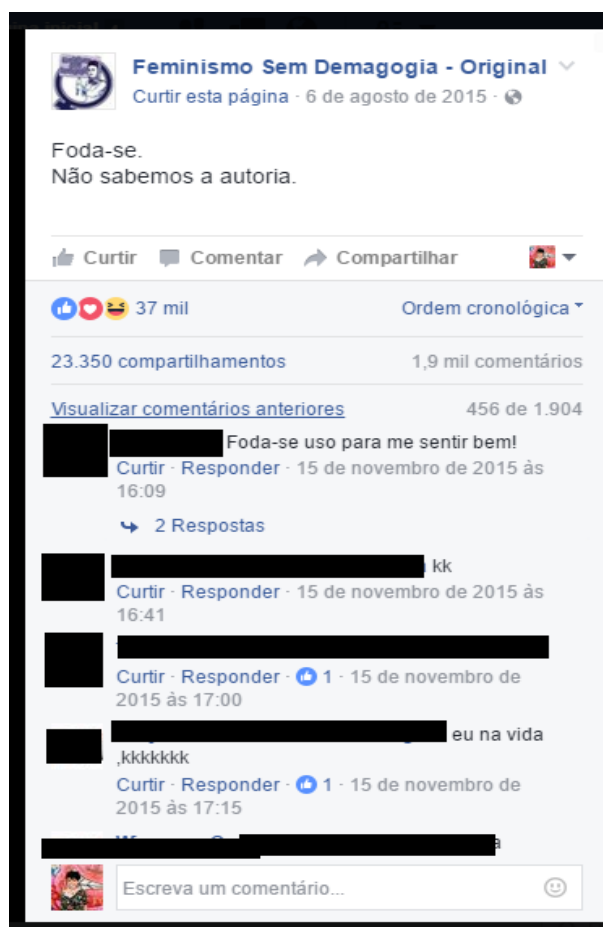 Feminismo Sem Demagogia - Original
Curtir esta página · 6 de agosto de 2015 ·
Foda-se.
Não sabemos a autoria.
Curtir Comentar Compartilhar
37 mil Ordem cronológica
23.350 compartilhamentos 1,9 mil comentários
Visualizar comentários anteriores 456 de 1.904
Foda-se uso para me sentir bem!
Curtir · Responder · 15 de novembro de 2015 às
16:09
2 Respostas
kk
Curtir · Responder · 15 de novembro de 2015 às
16:41
Curtir · Responder · 1 · 15 de novembro de
2015 às 17:00
eu na vida
,kkkkkkk
Curtir · Responder · 1 · 15 de novembro de
2015 às 17:15
Escreva um comentário...